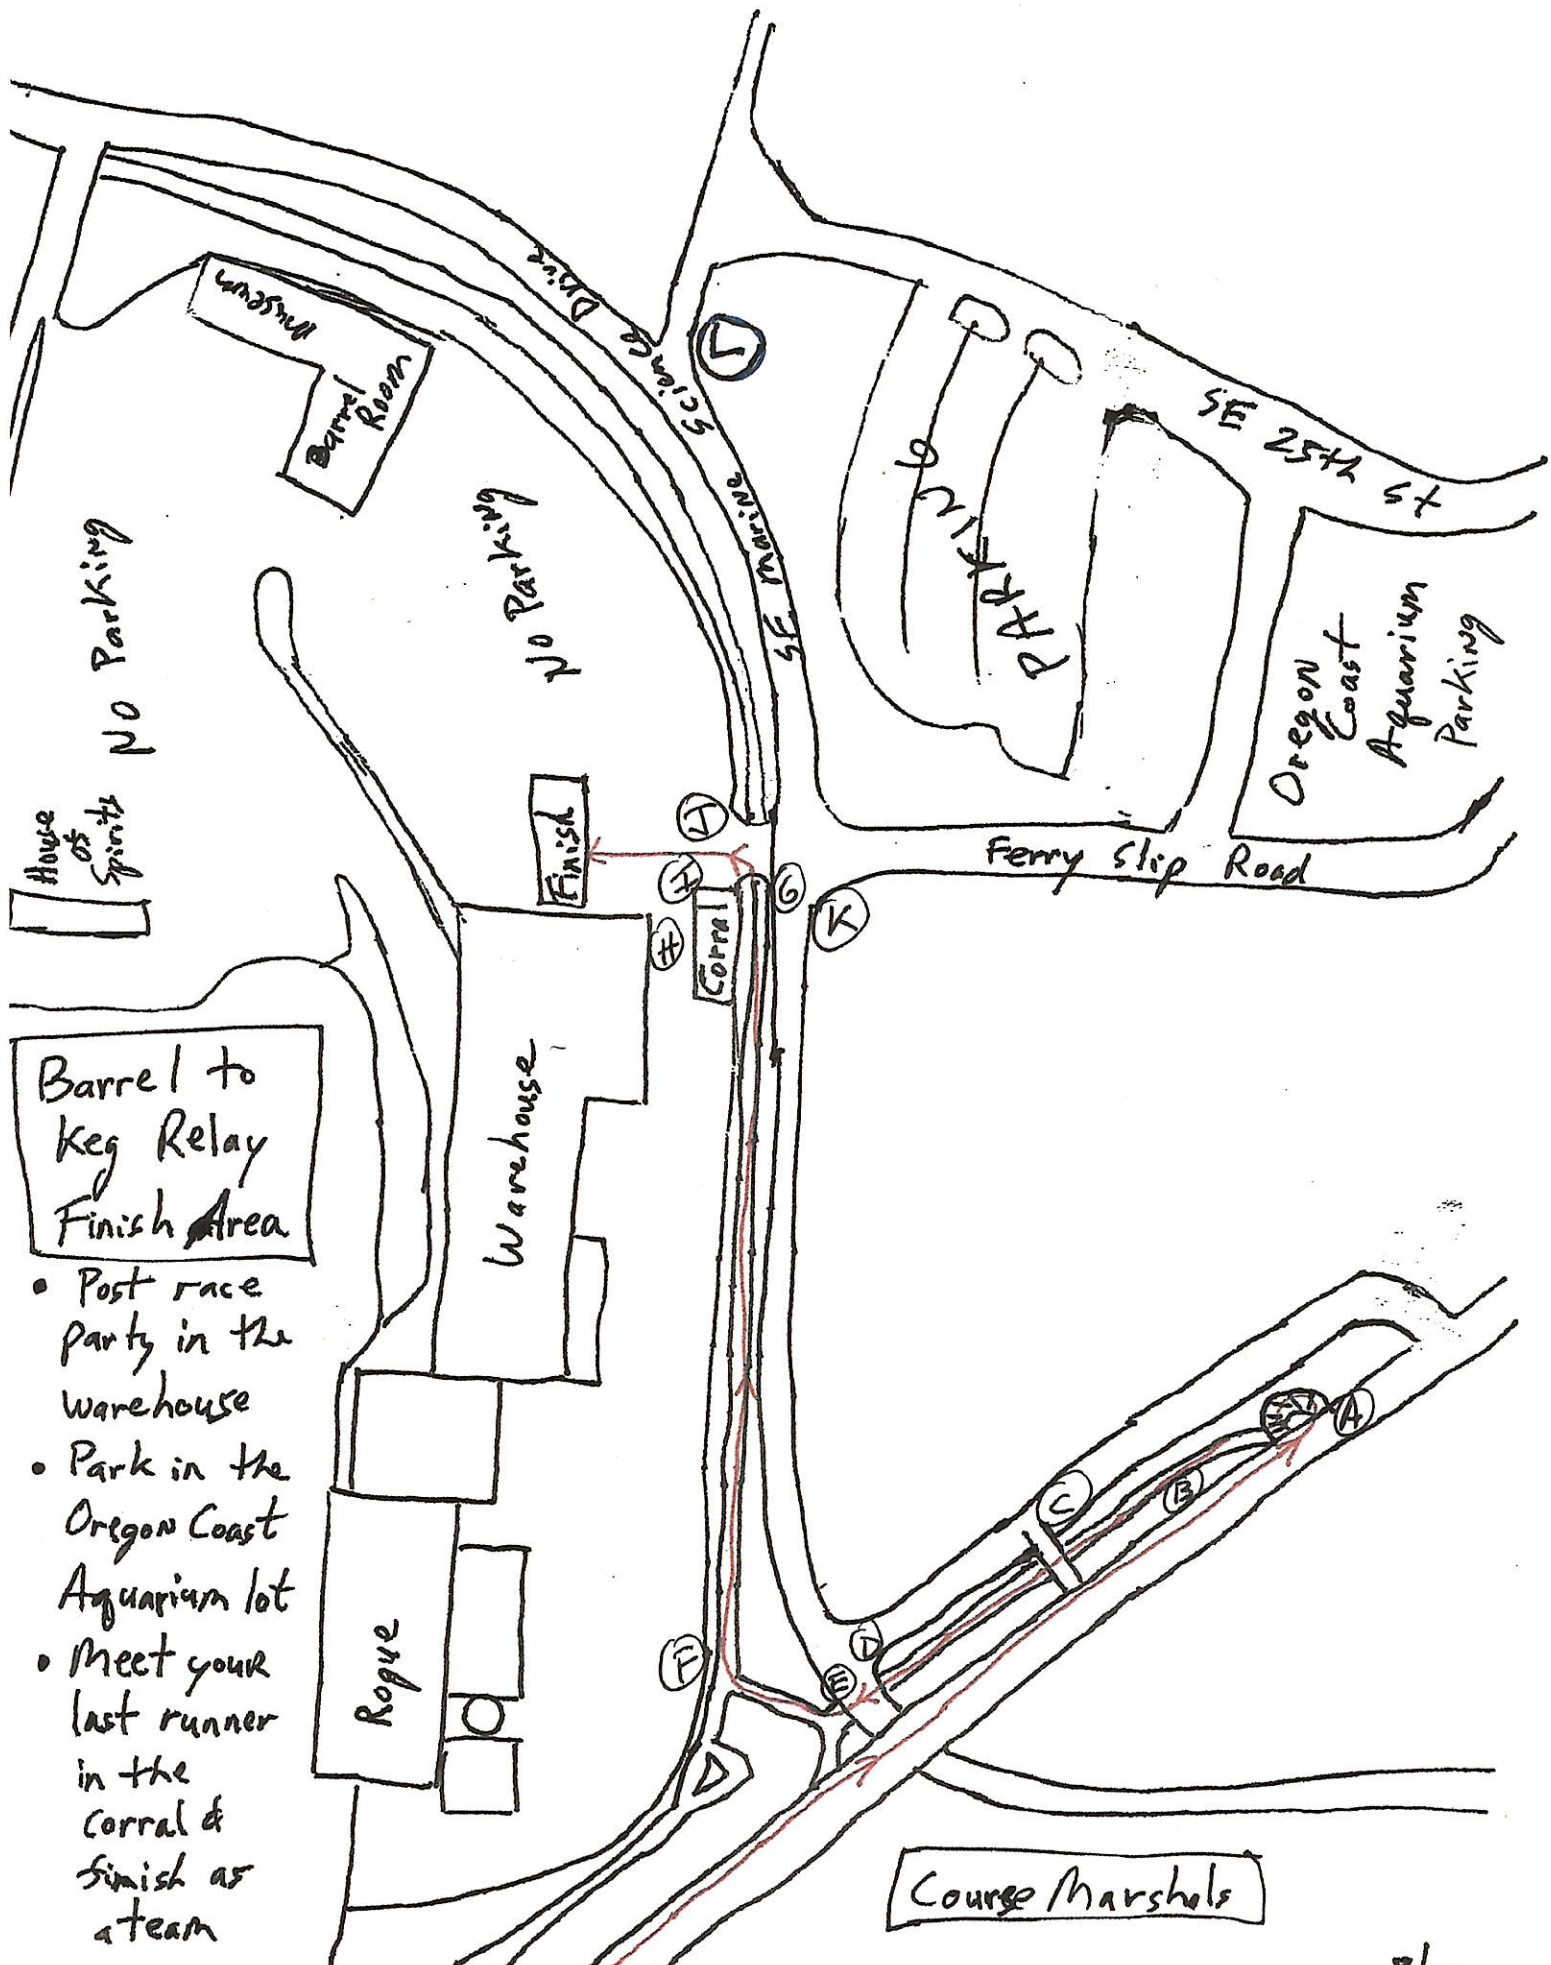 SE Marine Science Drive
Museum
Barrel
Room
L
PARKING
SE 25th St
Oregon
Coast
Aquarium
Parking
No Parking
No Parking
House
of
Spirits
Finish
J
I
G
H
K
Corral
Ferry Slip Road
Barrel to
Keg Relay
Finish Area
• Post race
party in the
warehouse
• Park in the
Oregon Coast
Aquarium lot
• Meet your
last runner
in the
corral &
finish as
a team
Warehouse
Rogue
A
B
C
D
E
F
Course Marshals